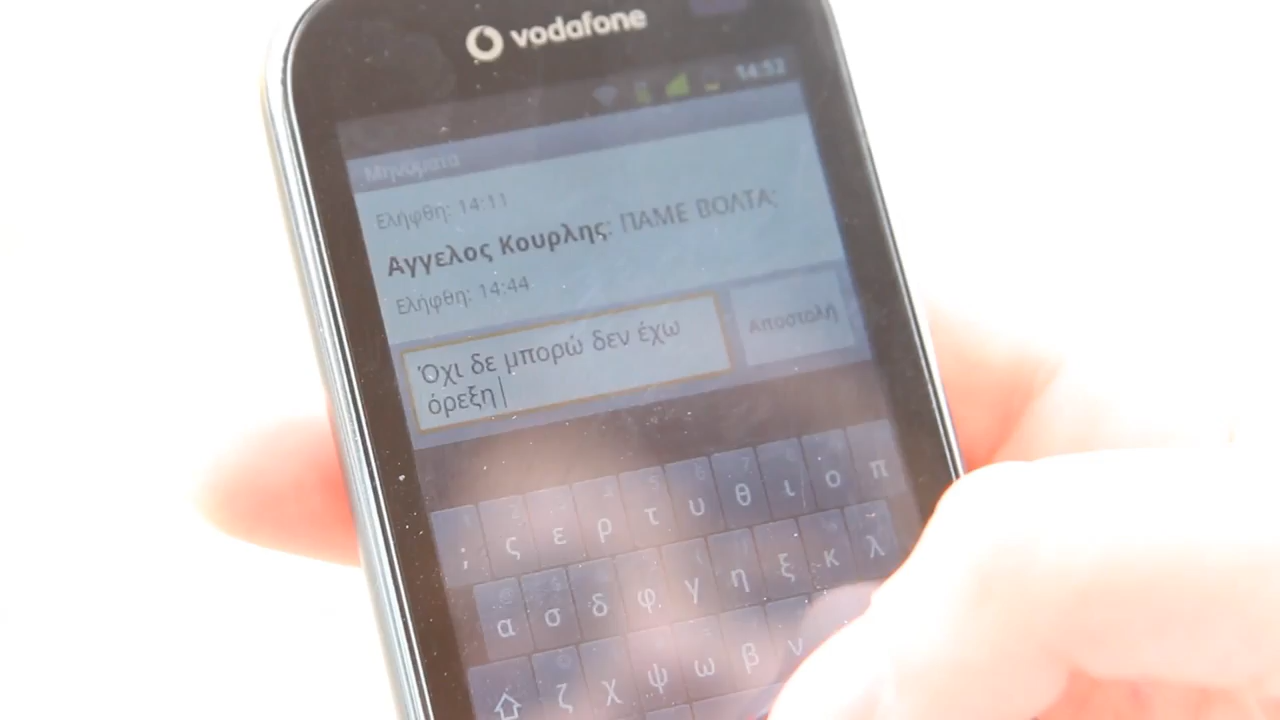 vodafone
14:52
Μηνύματα
Ελήφθη: 14:11
Αγγελος Κουρλης: ΠΑΜΕ ΒΟΛΤΑ;
Ελήφθη: 14:44
Όχι δε μπορώ δεν έχω
όρεξη
Αποστολή
; ς ε ρ τ υ θ ι ο π
α σ δ φ γ η ξ κ λ
ζ χ ψ ω β ν